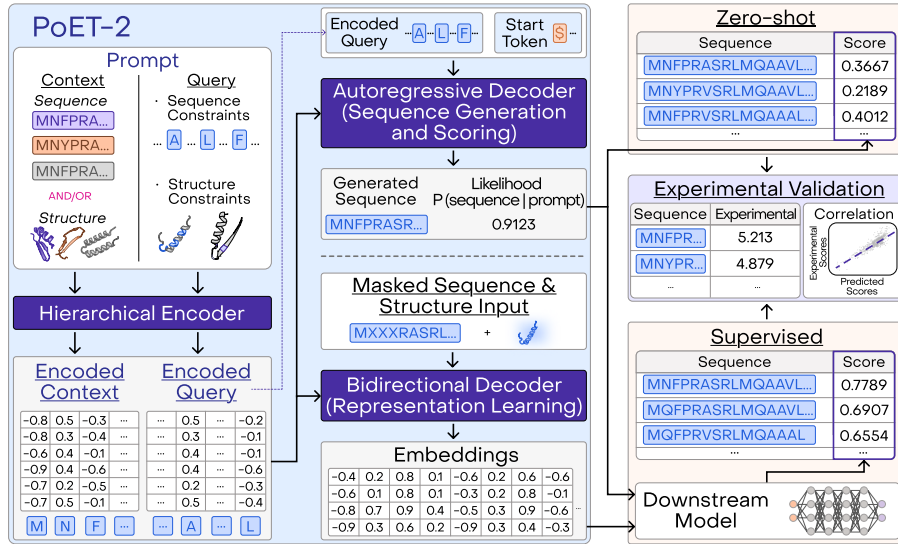 PoET-2
Prompt
Context
Sequence
MNFPRA...
MNYPRA...
MNFPRA...
AND/OR
Structure
Query
· Sequence
Constraints
... A ... L ... F ...
· Structure
Constraints
Hierarchical Encoder
Encoded
Context
-0.8 0.5 -0.3 ...
-0.8 0.3 -0.4 ...
-0.6 0.4 -0.1 ...
-0.9 0.4 -0.6 ...
-0.7 0.2 -0.5 ...
-0.7 0.5 -0.1 ...
M N F ...
Encoded
Query
... 0.5 ... -0.2
... 0.3 ... -0.1
... 0.4 ... -0.1
... 0.4 ... -0.6
... 0.2 ... -0.3
... 0.5 ... -0.4
... A ... L
Encoded
Query
...A...L...F...
Start
Token
$ ...
Autoregressive Decoder
(Sequence Generation
and Scoring)
Generated
Sequence
MNFPRASR...
Likelihood
P (sequence | prompt)
0.9123
Masked Sequence &
Structure Input
MXXXRASRL... +
Bidirectional Decoder
(Representation Learning)
Embeddings
-0.4 0.2 0.8 0.1 -0.6 0.2 0.6 -0.6
-0.6 0.1 0.8 0.1 -0.3 0.2 0.8 -0.1
-0.8 0.7 0.9 0.4 -0.5 0.3 0.9 -0.6
-0.9 0.3 0.6 0.2 -0.9 0.3 0.4 -0.3
...
Zero-shot
Sequence Score
MNFPRASRLMQAAVL... 0.3667
MNYPRVSRLMQAAVL... 0.2189
MNFPRVSRLMQAAAL... 0.4012
...
Experimental Validation
Sequence Experimental
MNFPR... 5.213
MNYPR... 4.879
... ...
Correlation
Experimental
Scores
Predicted
Scores
Supervised
Sequence Score
MNFPRASRLMQAAVL... 0.7789
MQFPRASRLMQAAVL... 0.6907
MQFPRVSRLMQAAAL 0.6554
... ...
Downstream
Model